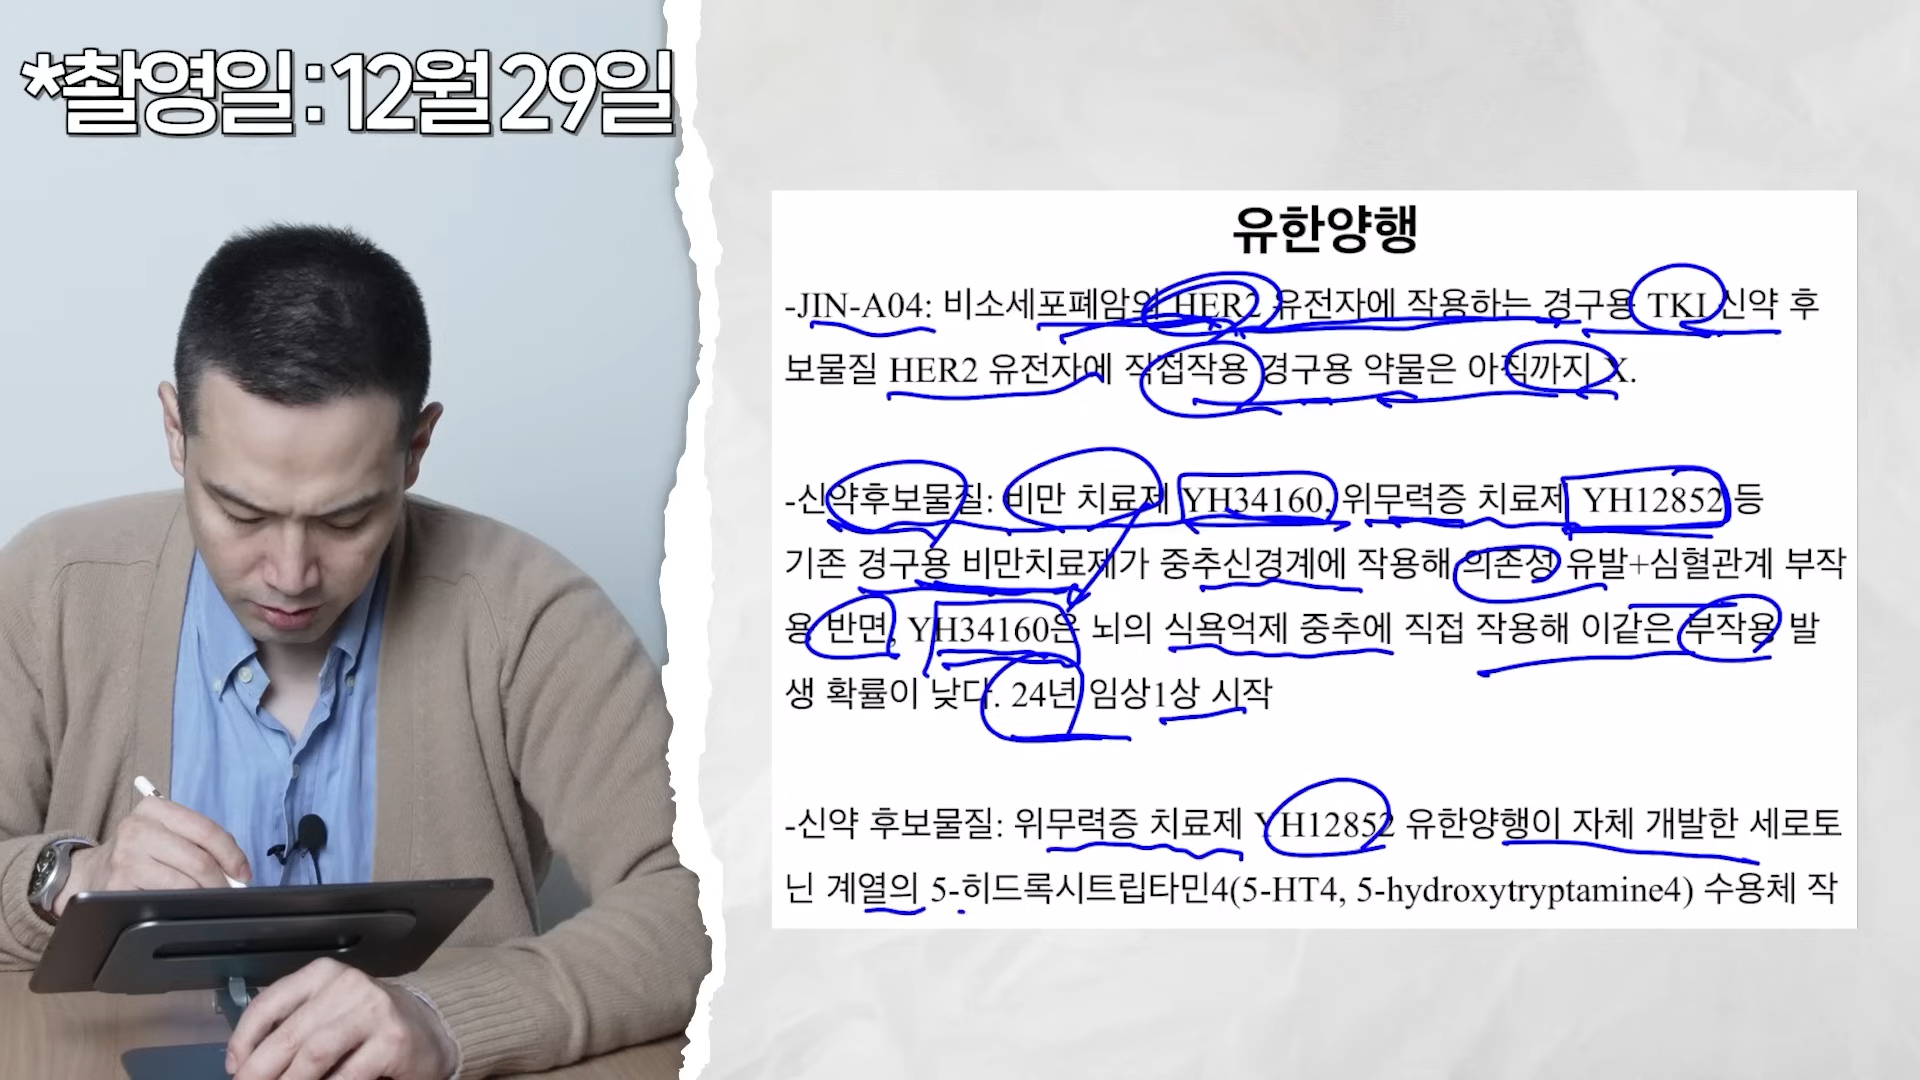 *촬영일 : 12월 29일
유한양행
-JIN-A04: 비소세포폐암의 HER2 유전자에 작용하는 경구용 TKI 신약 후
보물질 HER2 유전자에 직접작용 경구용 약물은 아직까지 X.
-신약후보물질: 비만 치료제 YH34160, 위무력증 치료제 YH12852 등
기존 경구용 비만치료제가 중추신경계에 작용해 의존성 유발+심혈관계 부작
용 반면, YH34160은 뇌의 식욕억제 중추에 직접 작용해 이같은 부작용 발
생 확률이 낮다. 24년 임상1상 시작
-신약 후보물질: 위무력증 치료제 YH12852 유한양행이 자체 개발한 세로토
닌 계열의 5-히드록시트립타민4(5-HT4, 5-hydroxytryptamine4) 수용체 작